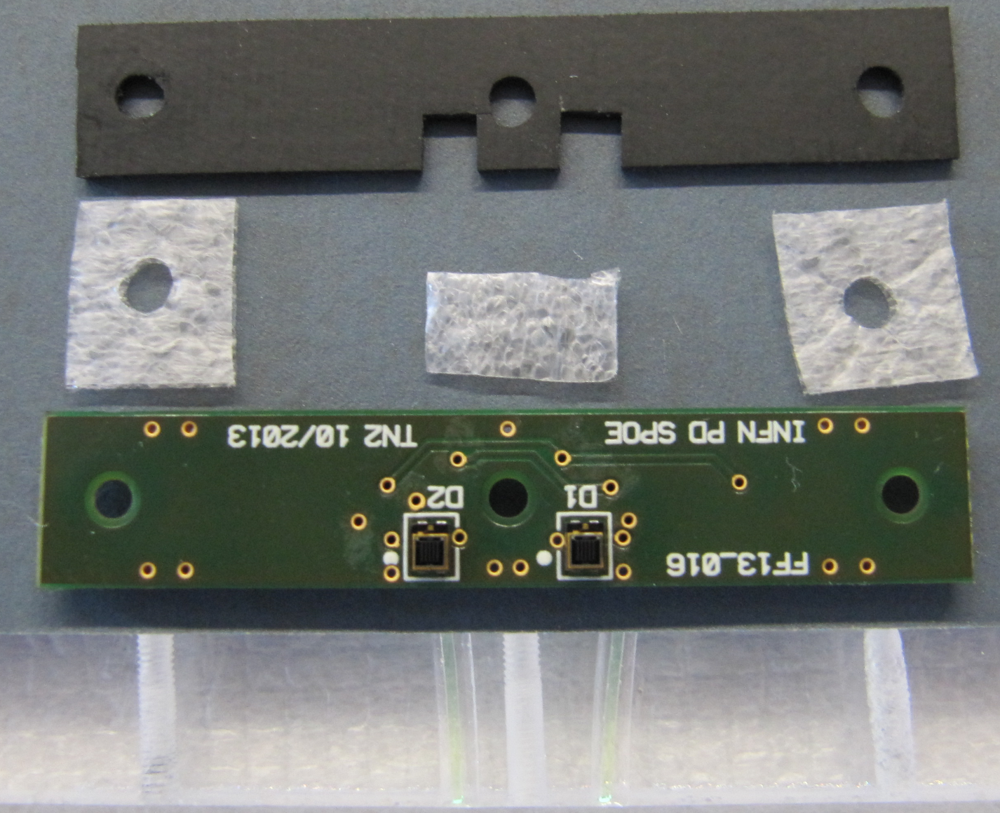 FF13_016
D1
D2
INFN PD SPOE
TN2 10/2013